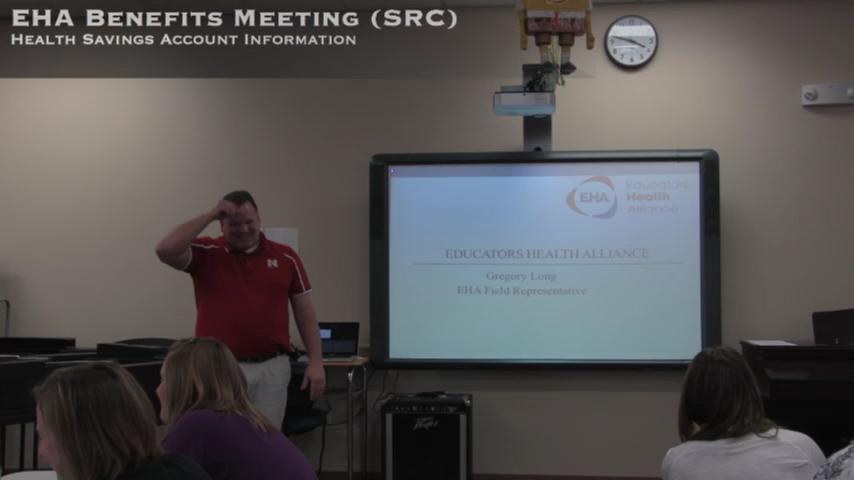 EHA Benefits Meeting (SRC)
Health Savings Account Information
EHA
Educators
Health
Alliance
EDUCATORS HEALTH ALLIANCE
Gregory Long
EHA Field Representative
N
PEAVEY